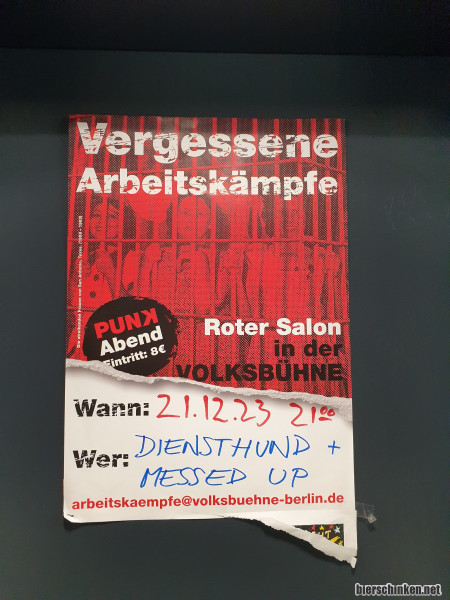 Vergessene
Arbeitskämpfe
PUNK
Abend
Eintritt: 8€
Roter Salon
in der
VOLKSBÜHNE
Wann: 21.12.23 21⁰⁰
Wer: DIENSTHUND +
MESSED UP
arbeitskaempfe@volksbuehne-berlin.de
bierschinken.net